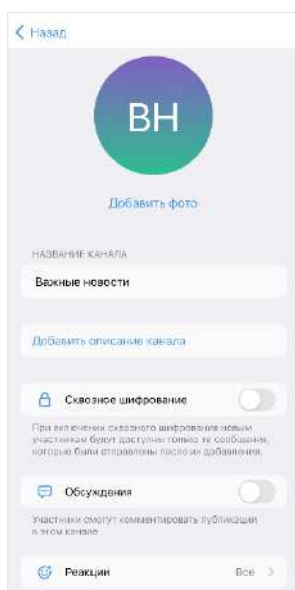 Назад
ВН
Добавить фото
НАЗВАНИЕ КАНАЛА
Важные новости
Добавить описание канала
Сквозное шифрование
При включении сквозного шифрования новым
участникам будут доступны только те сообщения,
которые были отправлены после их добавления.
Обсуждения
Участники смогут комментировать публикации
в этом канале
Реакции
Все